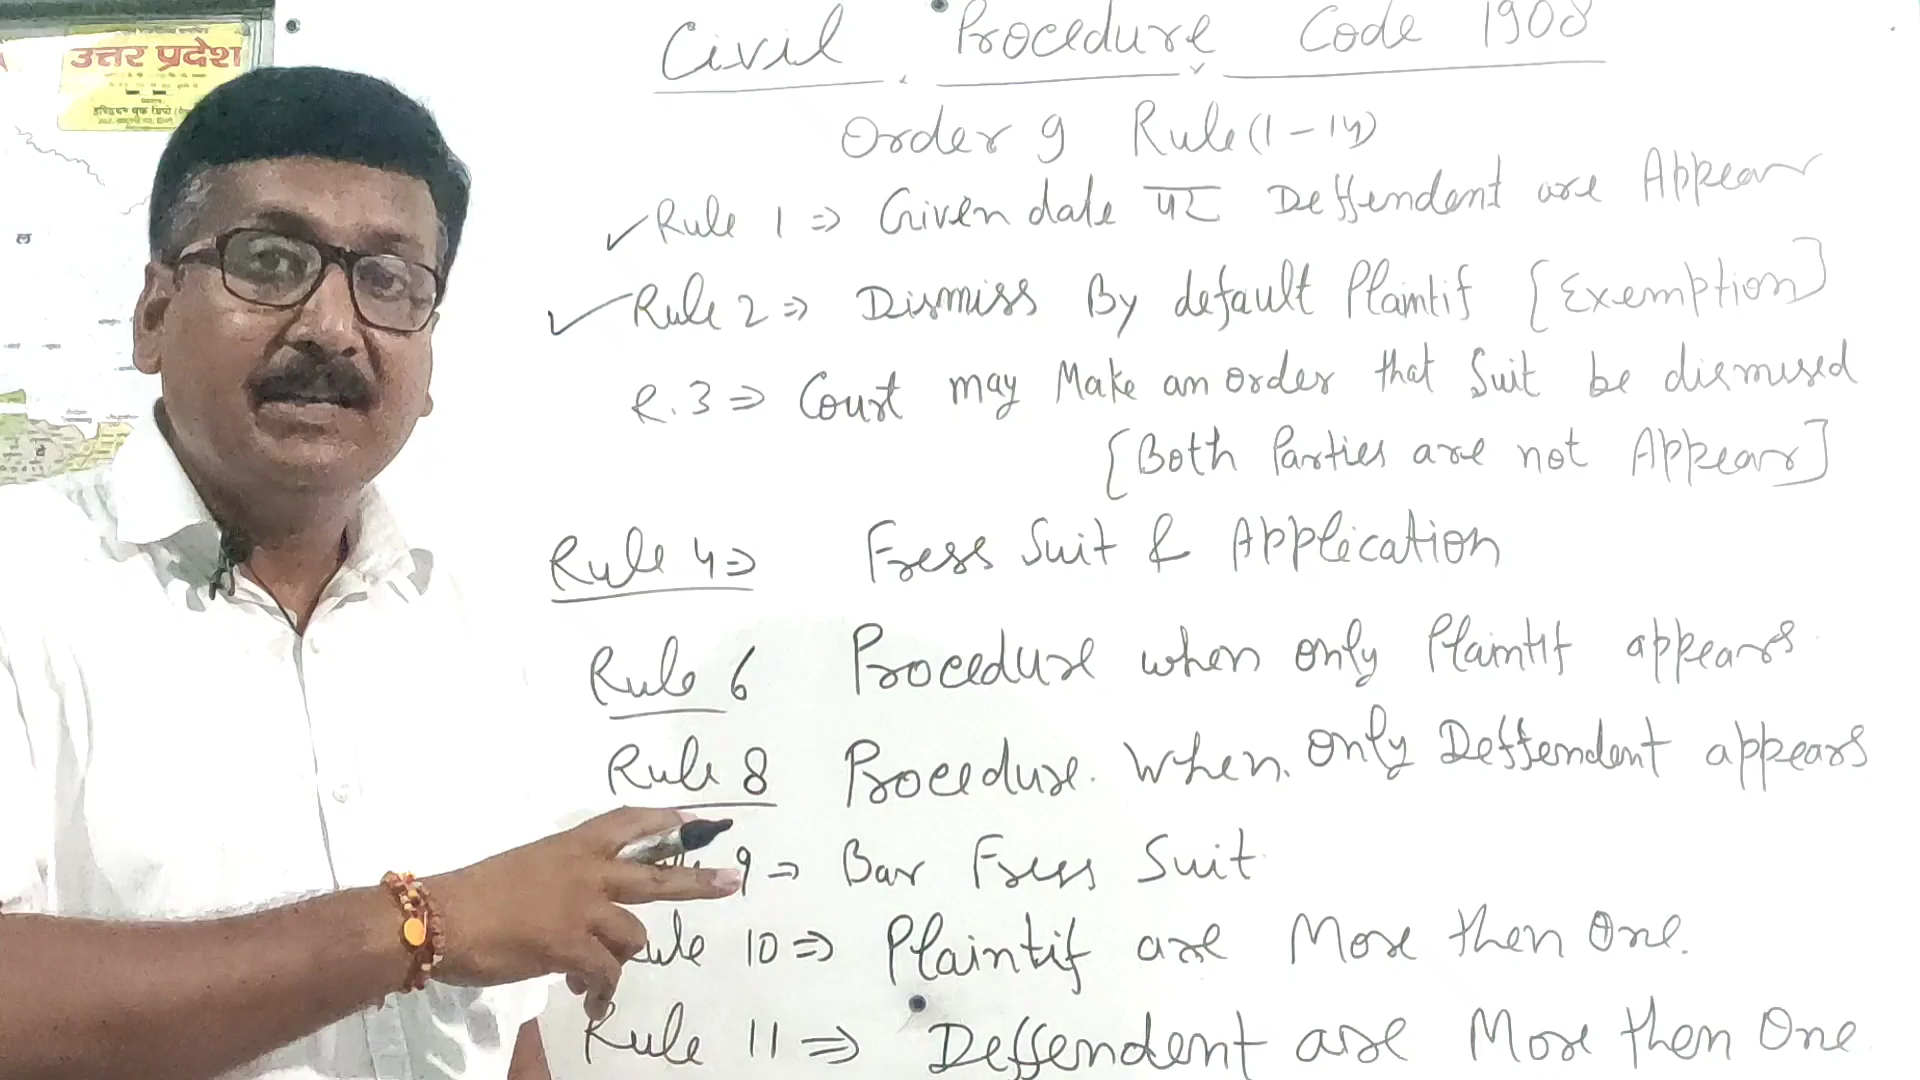 उत्तर प्रदेश
Civil Procedure Code 1908
Order 9 Rule (1-14)
Rule 1 ⇒ Given date पर Deffendent are Appear
Rule 2 ⇒ Dismiss By default Plaintif [Exemption]
R.3 ⇒ Court may Make an order that Suit be dismused
[Both Parties are not Appear]
Rule 4 ⇒ Fress Suit & Application
Rule 6 Procedure when only Plaintif appears
Rule 8 Procedure. When. Only Deffendent appears
9 ⇒ Bar Fress Suit
Rule 10 ⇒ Plaintif are More then One.
Rule 11 ⇒ Deffendent are More then One